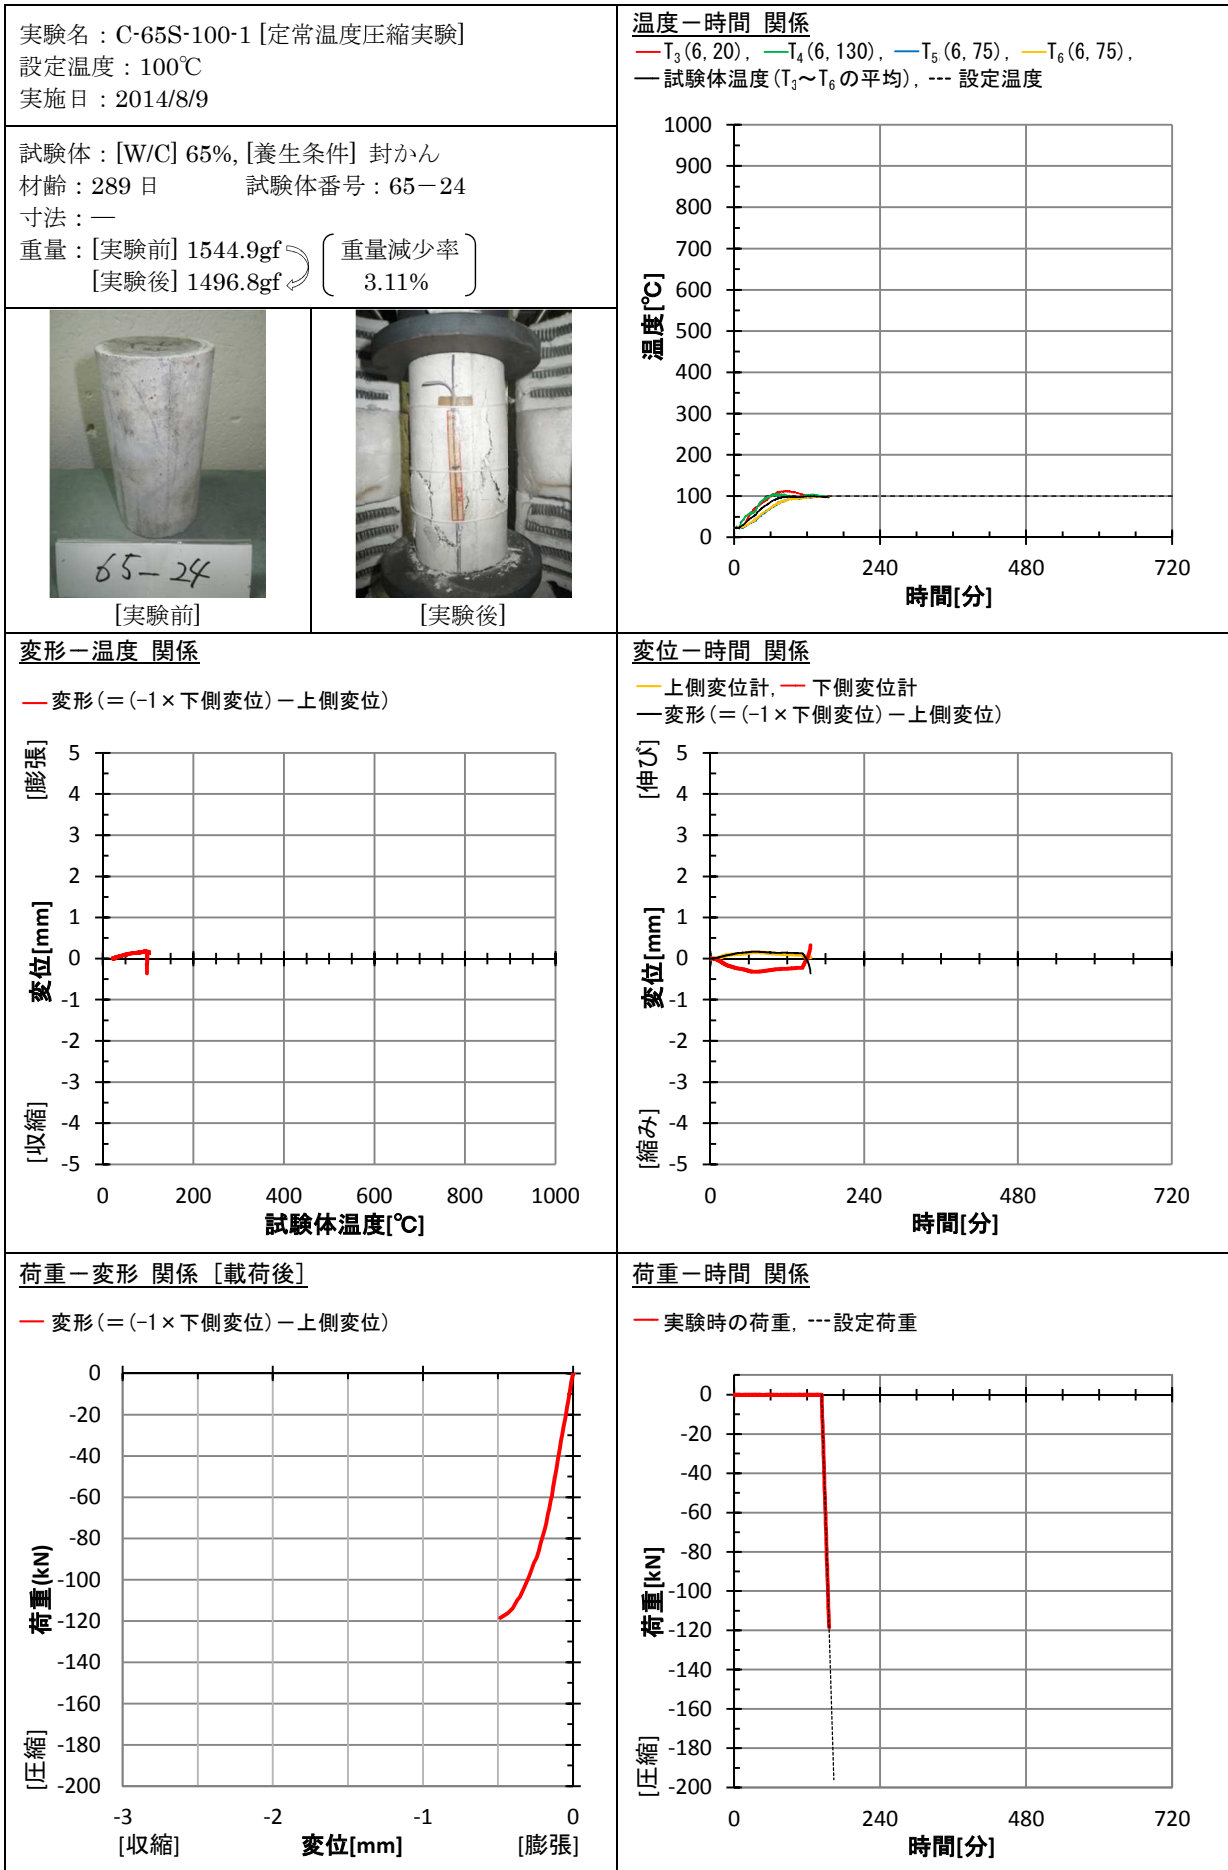 実験名：C-65S-100-1 [定常温度圧縮実験]
設定温度：100℃
実施日：2014/8/9
試験体：[W/C] 65%, [養生条件] 封かん
材齢：289 日 試験体番号：65－24
寸法：―
重量：[実験前] 1544.9gf
[実験後] 1496.8gf
重量減少率
3.11%
65-24
[実験前]
[実験後]
温度－時間 関係
T3(6, 20), T4(6, 130), T5(6, 75), T6(6, 75),
試験体温度(T3～T6の平均), --- 設定温度
1000
900
800
700
600
500
400
300
200
100
0
温度[℃]
0 240 480 720
時間[分]
変形－温度 関係
変形(＝(-1×下側変位)－上側変位)
[膨張]
5
4
3
2
1
0
-1
-2
-3
-4
-5
変位[mm]
[収縮]
0 200 400 600 800 1000
試験体温度[℃]
変位－時間 関係
上側変位計, 下側変位計
変形(＝(-1×下側変位)－上側変位)
[伸び]
5
4
3
2
1
0
-1
-2
-3
-4
-5
変位[mm]
[縮み]
0 240 480 720
時間[分]
荷重－変形 関係 [載荷後]
変形(＝(-1×下側変位)－上側変位)
0
-20
-40
-60
-80
-100
-120
-140
-160
-180
-200
荷重(kN)
[圧縮]
-3 -2 -1 0
[収縮] 変位[mm] [膨張]
荷重－時間 関係
実験時の荷重, ---設定荷重
0
-20
-40
-60
-80
-100
-120
-140
-160
-180
-200
荷重[kN]
[圧縮]
0 240 480 720
時間[分]